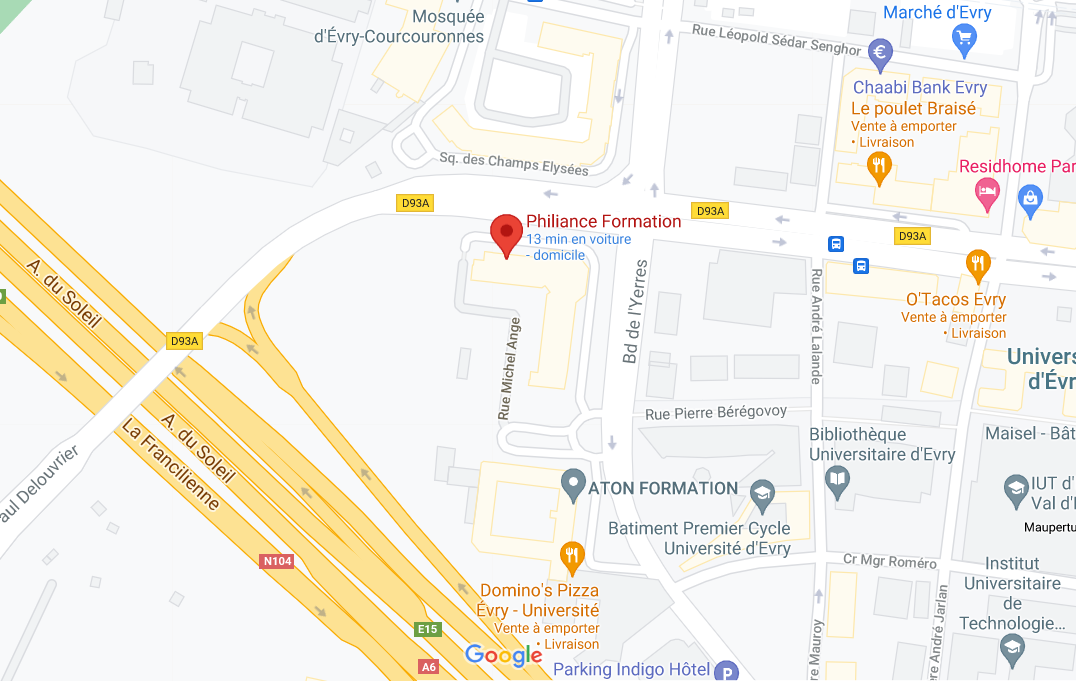 Mosquée
d'Évry-Courcouronnes
Marché d'Evry
Rue Léopold Sédar Senghor
€
Chaabi Bank Evry
Le poulet Braisé
Vente à emporter
• Livraison
Sq. des Champs Elysées
Residhome Par
D93A
D93A
D93A
Philiance Formation
13 min en voiture
- domicile
A. du Soleil
Bd de l'Yerres
Rue André Lalande
O'Tacos Evry
Vente à emporter
• Livraison
D93A
Rue Michel Ange
Univers
d'Évr
Rue Pierre Bérégovoy
A. du Soleil
La Francilienne
aul Delouvrier
Bibliothèque
Universitaire d'Evry
Maisel - Bât
ATON FORMATION
IUT d'
Val d'
Maupertu
Batiment Premier Cycle
Université d'Evry
N104
Cr Mgr Roméro
Institut
Universitaire
de
Technologie...
Domino's Pizza
Évry - Université
Vente à emporter
• Livraison
E15
re Mauroy
ère André Jarlan
Google
A6
Parking Indigo Hôtel
P